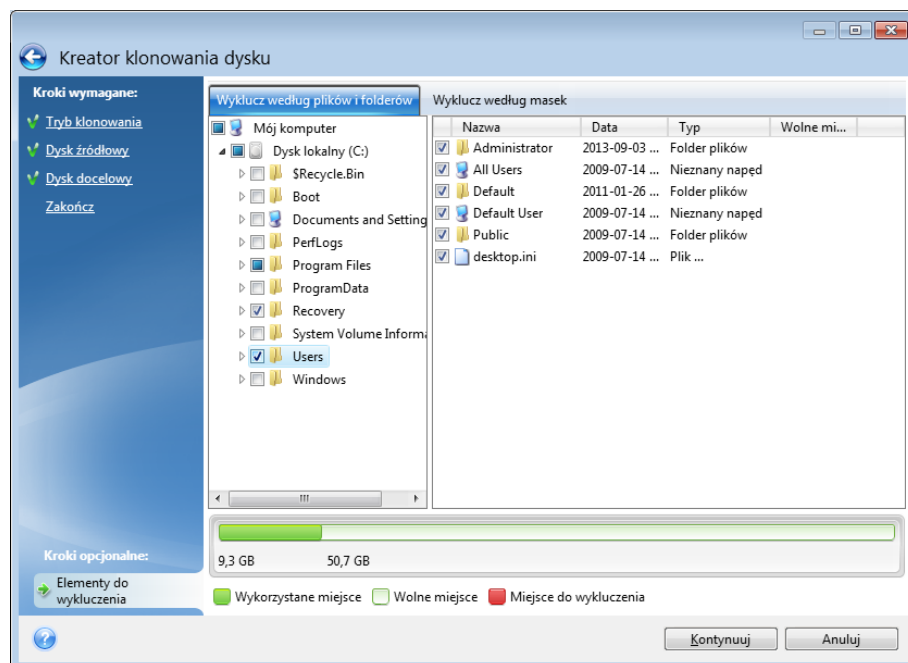 Kreator klonowania dysku
Kroki wymagane:
Tryb klonowania
Dysk źródłowy
Dysk docelowy
Zakończ
Kroki opcjonalne:
Elementy do
wykluczenia
Wyklucz według plików i folderów
Wyklucz według masek
Mój komputer
Dysk lokalny (C:)
$Recycle.Bin
Boot
Documents and Setting
PerfLogs
Program Files
ProgramData
Recovery
System Volume Informa
Users
Windows
Nazwa Data Typ Wolne mi...
Administrator 2013-09-03 ... Folder plików
All Users 2009-07-14 ... Nieznany napęd
Default 2011-01-26 ... Folder plików
Default User 2009-07-14 ... Nieznany napęd
Public 2009-07-14 ... Folder plików
desktop.ini 2009-07-14 ... Plik ...
9,3 GB 50,7 GB
Wykorzystane miejsce Wolne miejsce Miejsce do wykluczenia
Kontynuuj Anuluj